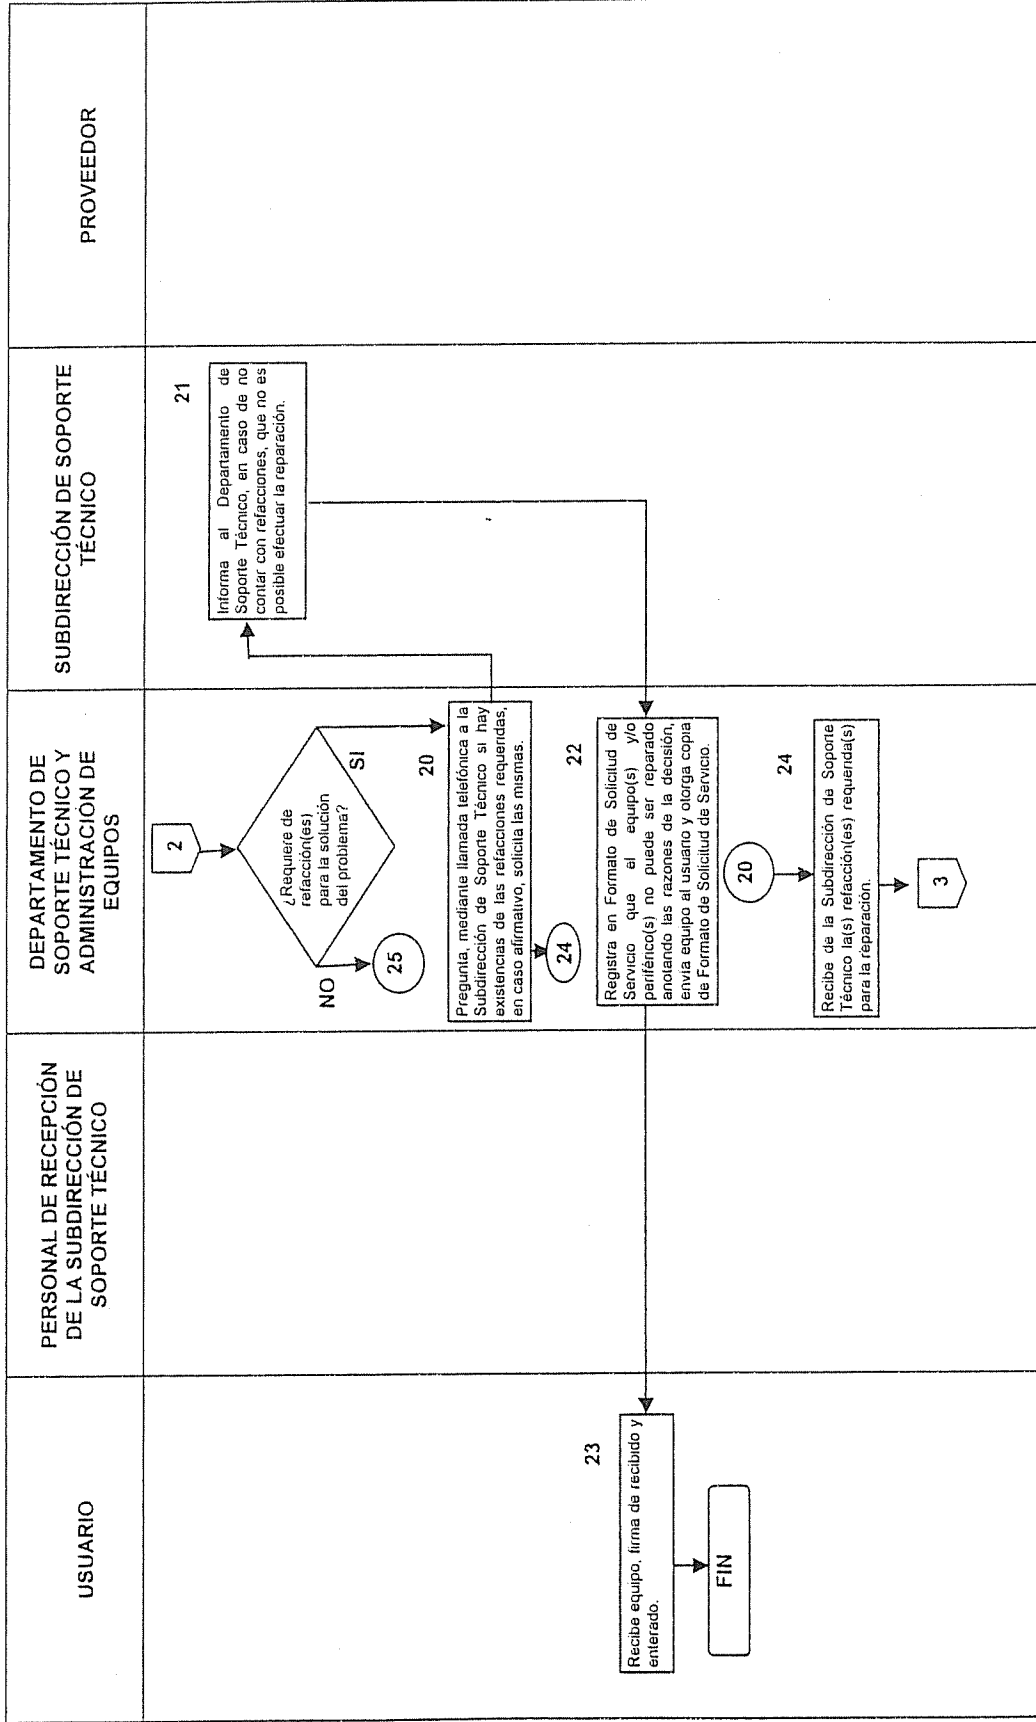 USUARIO
PERSONAL DE RECEPCIÓN
DE LA SUBDIRECCIÓN DE
SOPORTE TÉCNICO
DEPARTAMENTO DE
SOPORTE TÉCNICO Y
ADMINISTRACIÓN DE
EQUIPOS
SUBDIRECCIÓN DE SOPORTE
TÉCNICO
PROVEEDOR
2
¿Requiere de
refacción(es)
para la solución
del problema?
NO
SI
25
20
Pregunta, mediante llamada telefónica a la
Subdirección de Soporte Técnico si hay
existencias de las refacciones requeridas,
en caso afirmativo, solicita las mismas.
24
21
Informa al Departamento de
Soporte Técnico, en caso de no
contar con refacciones, que no es
posible efectuar la reparación.
22
Registra en Formato de Solicitud de
Servicio que el equipo(s) y/o
periférico(s) no puede ser reparado
anotando las razones de la decisión,
envía equipo al usuario y otorga copia
de Formato de Solicitud de Servicio.
23
Recibe equipo, firma de recibido y
enterado.
FIN
20
24
Recibe de la Subdirección de Soporte
Técnico la(s) refacción(es) requerida(s)
para la reparación.
3